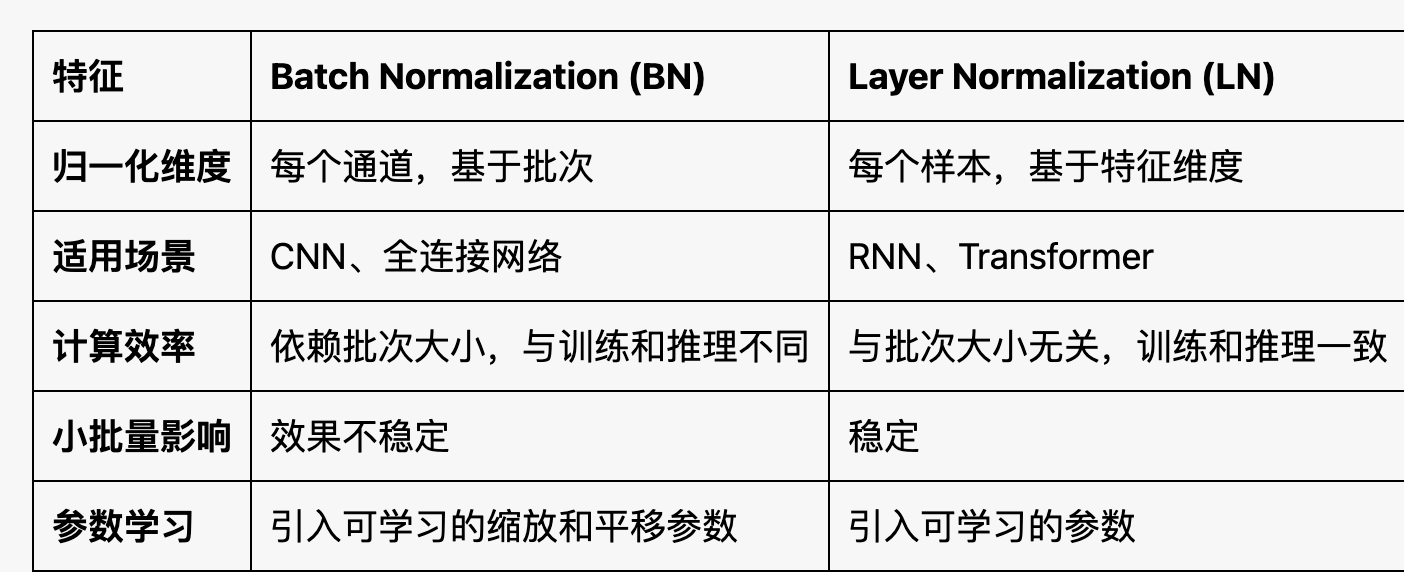 特征 Batch Normalization (BN) Layer Normalization (LN)
归一化维度 每个通道，基于批次 每个样本，基于特征维度
适用场景 CNN、全连接网络 RNN、Transformer
计算效率 依赖批次大小，与训练和推理不同 与批次大小无关，训练和推理一致
小批量影响 效果不稳定 稳定
参数学习 引入可学习的缩放和平移参数 引入可学习的参数